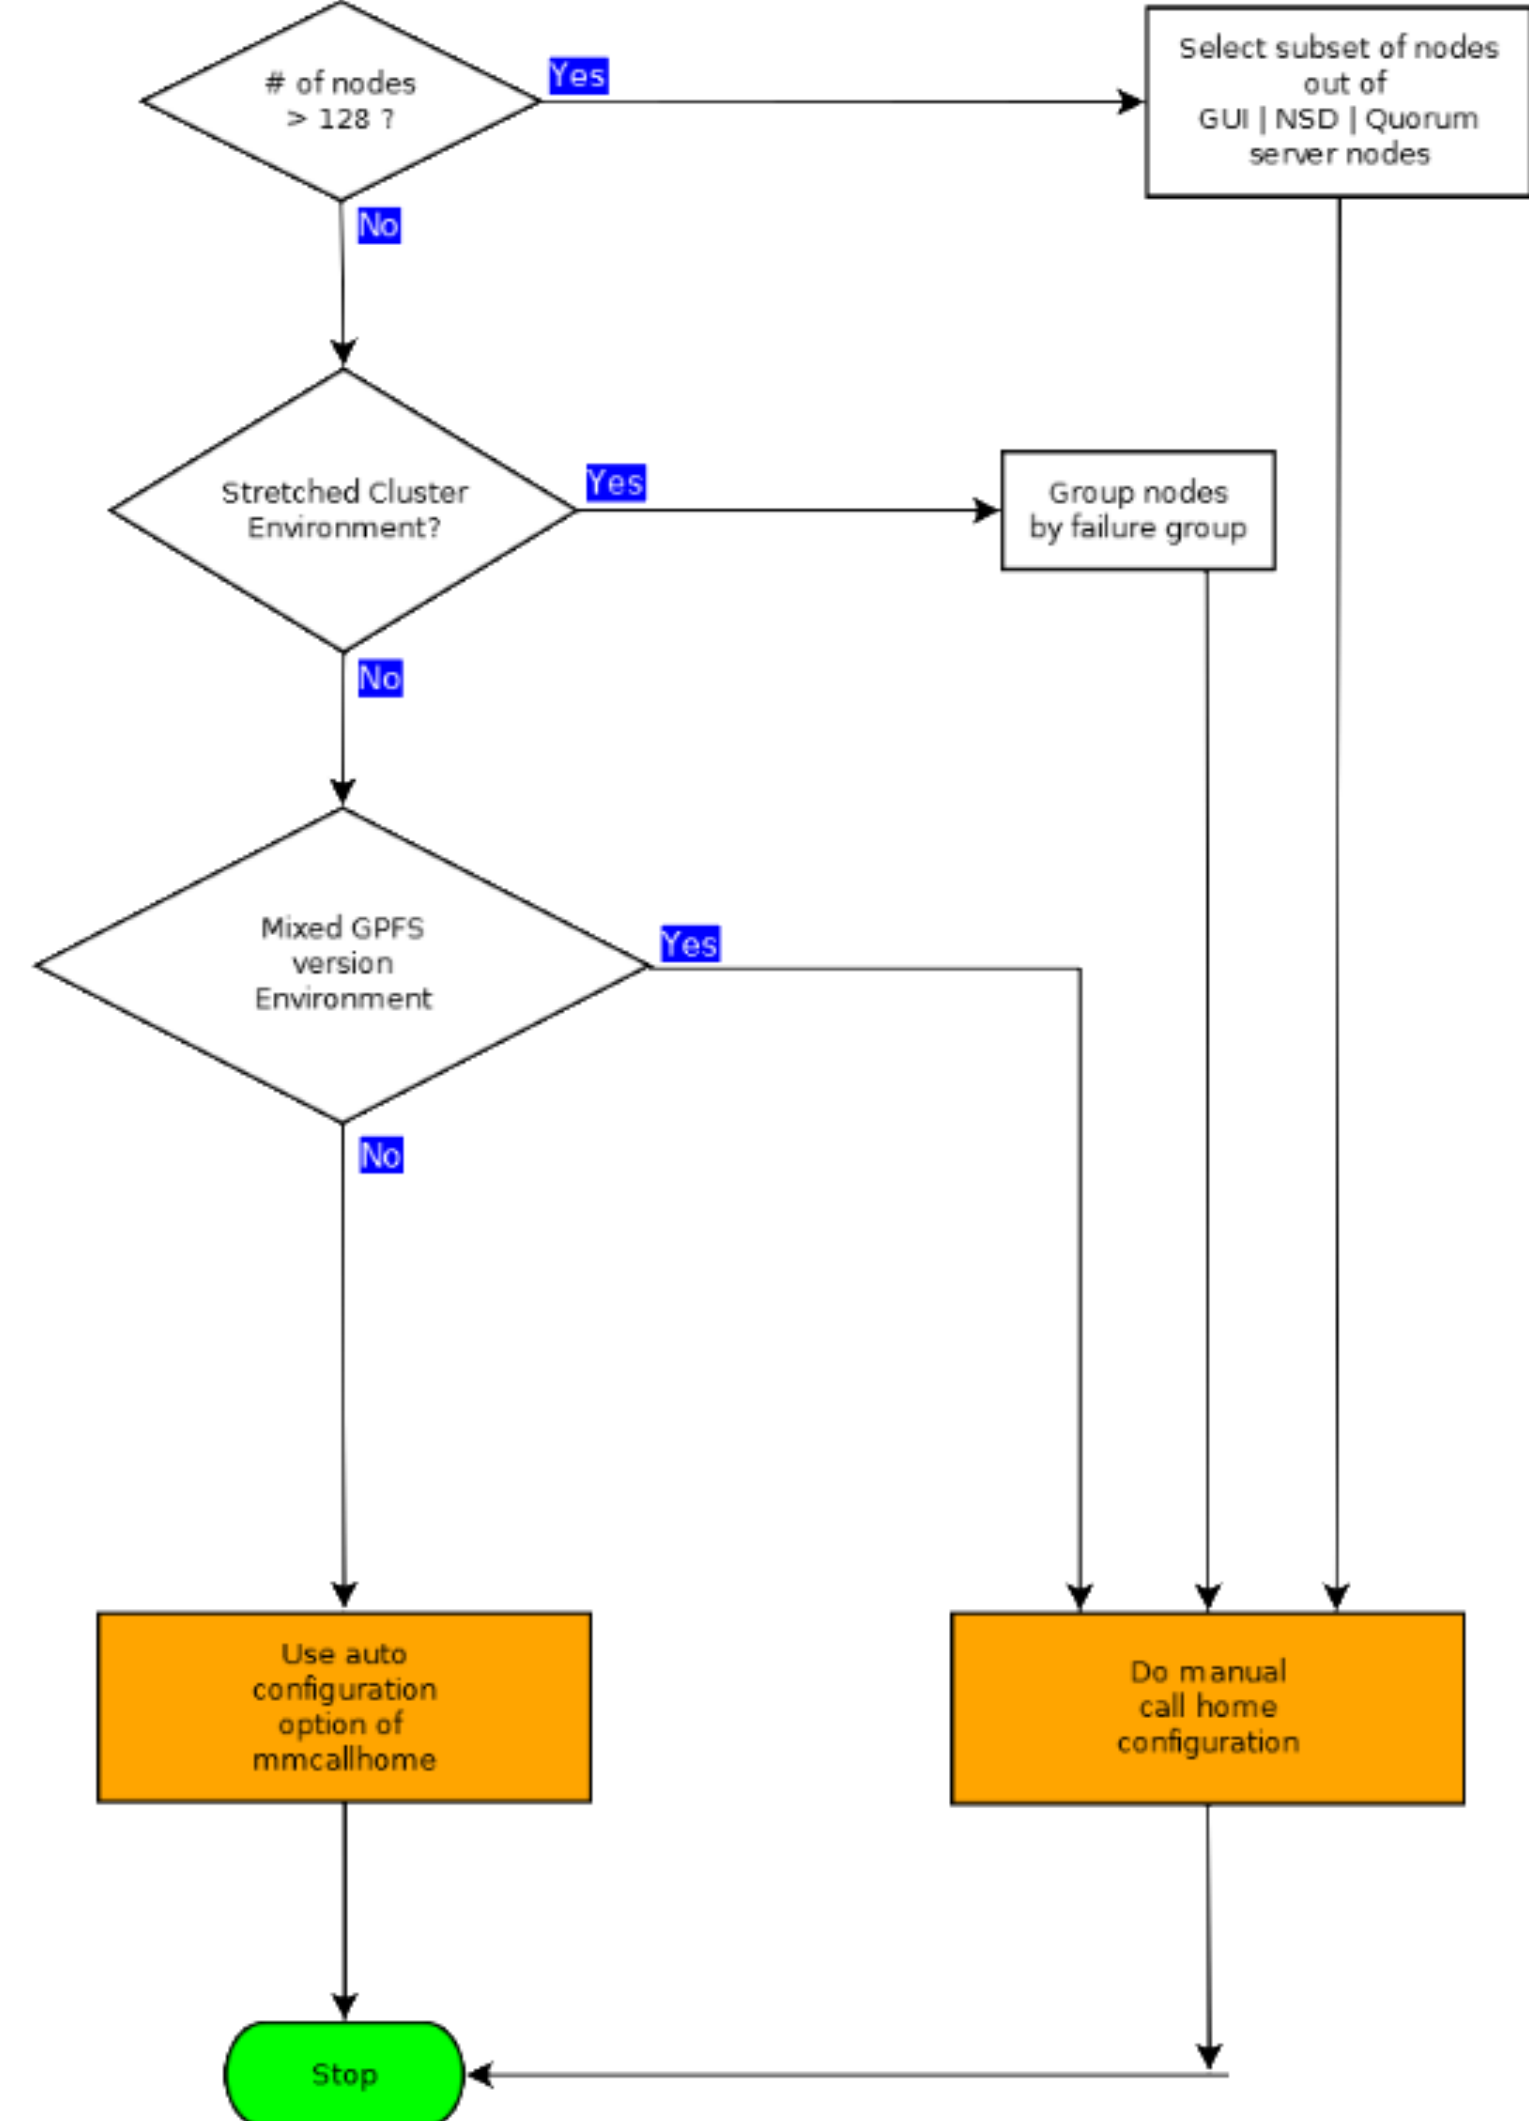 # of nodes
> 128 ?
Yes
Select subset of nodes
out of
GUI | NSD | Quorum
server nodes
No
Stretched Cluster
Environment?
Yes
Group nodes
by failure group
No
Mixed GPFS
version
Environment
Yes
No
Use auto
configuration
option of
mmcallhome
Do manual
call home
configuration
Stop